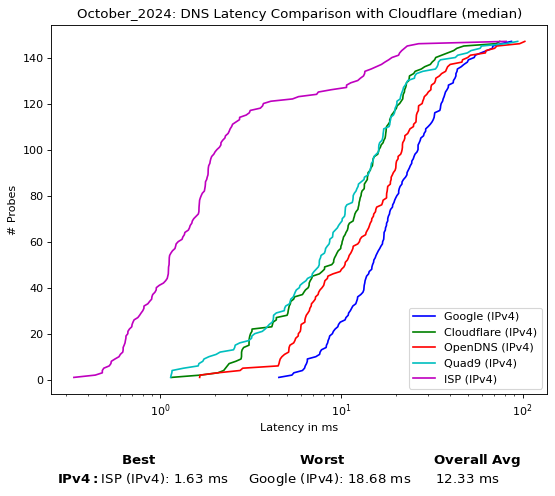 October_2024: DNS Latency Comparison with Cloudflare (median)
140
120
100
80
60
40
20
0
# Probes
10⁰ 10¹ 10²
Latency in ms
Google (IPv4)
Cloudflare (IPv4)
OpenDNS (IPv4)
Quad9 (IPv4)
ISP (IPv4)
Best Worst Overall Avg
IPv4: ISP (IPv4): 1.63 ms Google (IPv4): 18.68 ms 12.33 ms